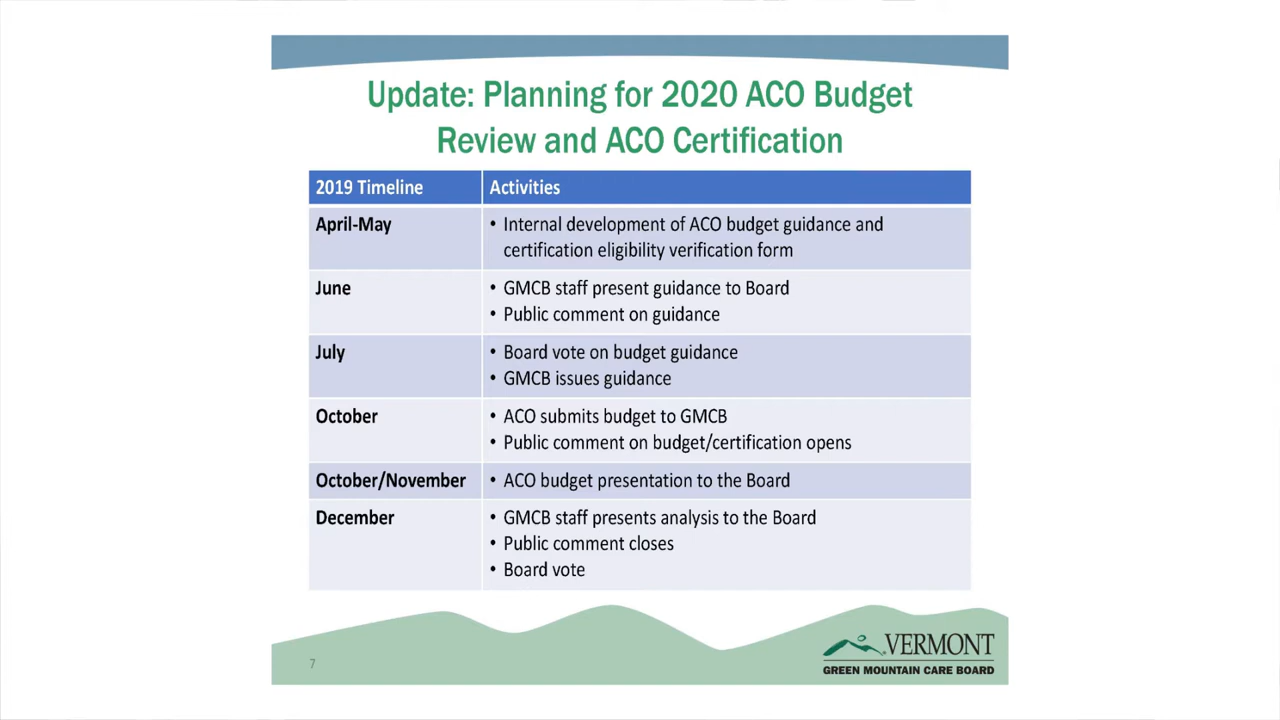 Update: Planning for 2020 ACO Budget
Review and ACO Certification
2019 Timeline
Activities
April-May
• Internal development of ACO budget guidance and
certification eligibility verification form
June
• GMCB staff present guidance to Board
• Public comment on guidance
July
• Board vote on budget guidance
• GMCB issues guidance
October
• ACO submits budget to GMCB
• Public comment on budget/certification opens
October/November
• ACO budget presentation to the Board
December
• GMCB staff presents analysis to the Board
• Public comment closes
• Board vote
7
VERMONT
GREEN MOUNTAIN CARE BOARD